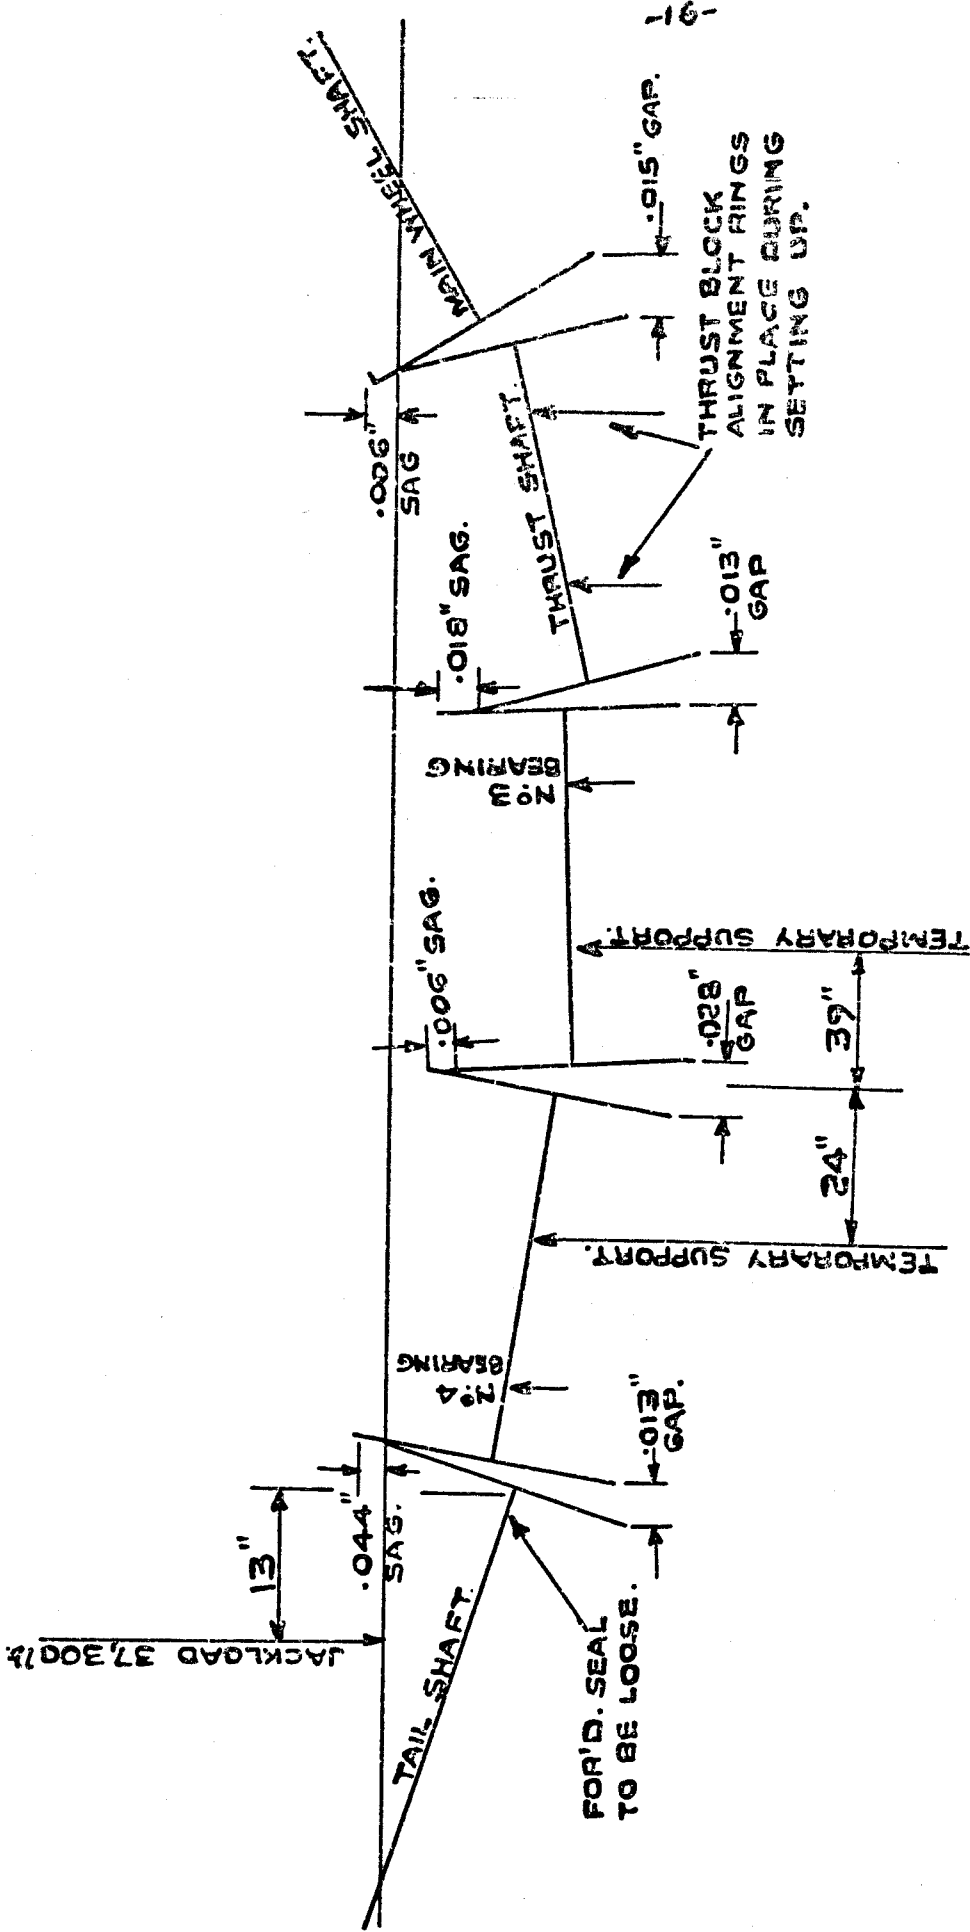 -16-
MAIN WHEEL SHAFT.
.006"
SAG
.015" GAP.
THRUST BLOCK
ALIGNMENT RINGS
IN PLACE DURING
SETTING UP.
THRUST SHAFT.
.018" SAG.
.013"
GAP
No.3
BEARING
.006" SAG.
TEMPORARY SUPPORT.
.028"
GAP
39"
24"
TEMPORARY SUPPORT.
No.4
BEARING
.013"
GAP.
.044"
SAG.
13"
JACKLOAD 37,300lb.
TAIL SHAFT.
FOR'D. SEAL
TO BE LOOSE.